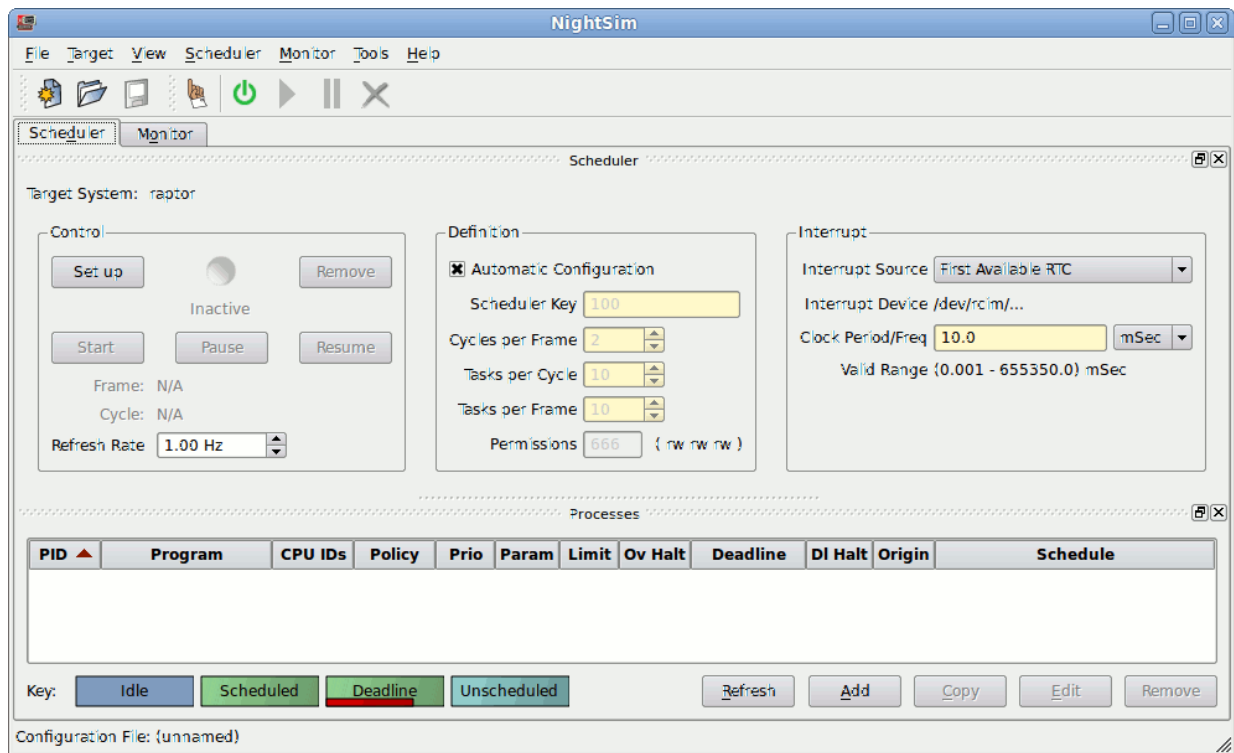 NightSim
File Target View Scheduler Monitor Tools Help
Scheduler Monitor
Scheduler
Target System: raptor
Control
Set up Remove
Inactive
Start Pause Resume
Frame: N/A
Cycle: N/A
Refresh Rate 1.00 Hz
Definition
Automatic Configuration
Scheduler Key 100
Cycles per Frame 2
Tasks per Cycle 10
Tasks per Frame 10
Permissions 666 ( rw rw rw )
Interrupt
Interrupt Source First Available RTC
Interrupt Device /dev/rcim/...
Clock Period/Freq 10.0 mSec
Valid Range (0.001 - 655350.0) mSec
Processes
PID Program CPU IDs Policy Prio Param Limit Ov Halt Deadline Dl Halt Origin Schedule
Key: Idle Scheduled Deadline Unscheduled Refresh Add Copy Edit Remove
Configuration File: (unnamed)